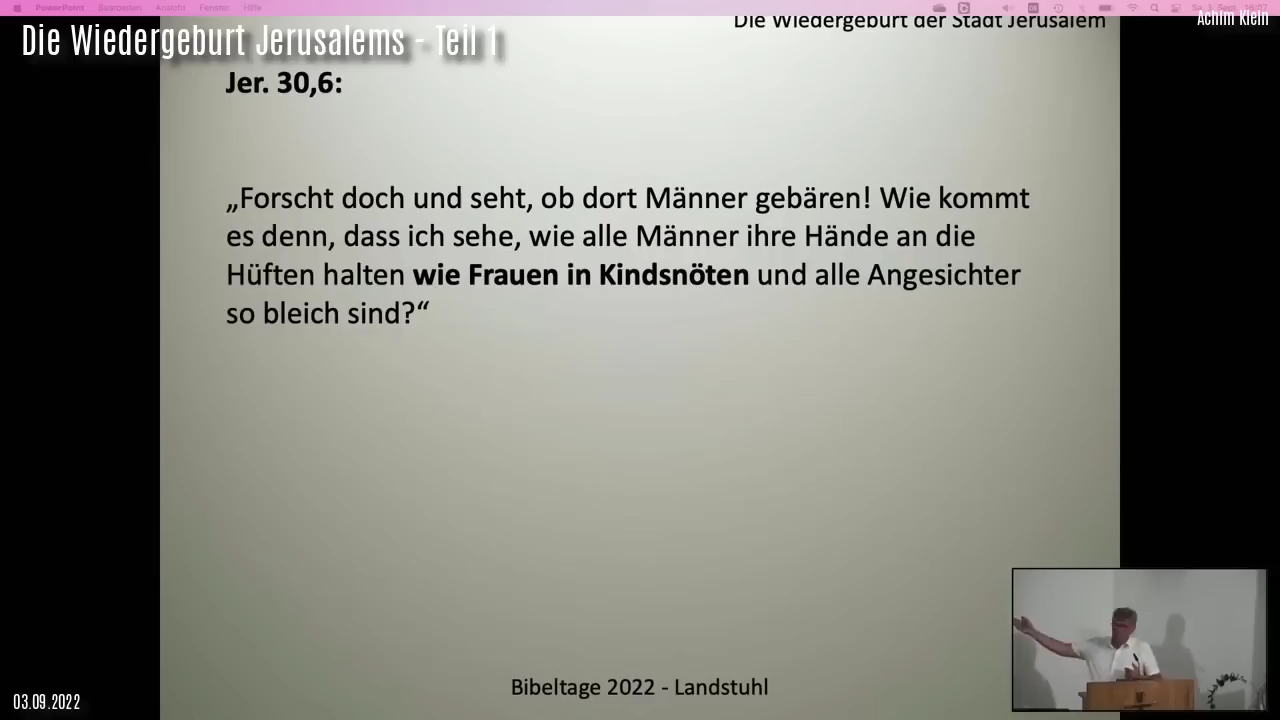 PowerPoint Bearbeiten Ansicht Fenster Hilfe
Die Wiedergeburt der Stadt Jerusalem
Achim Klein
Die Wiedergeburt Jerusalems - Teil 1
Jer. 30,6:
„Forscht doch und seht, ob dort Männer gebären! Wie kommt
es denn, dass ich sehe, wie alle Männer ihre Hände an die
Hüften halten wie Frauen in Kindsnöten und alle Angesichter
so bleich sind?“
Bibeltage 2022 - Landstuhl
03.09.2022